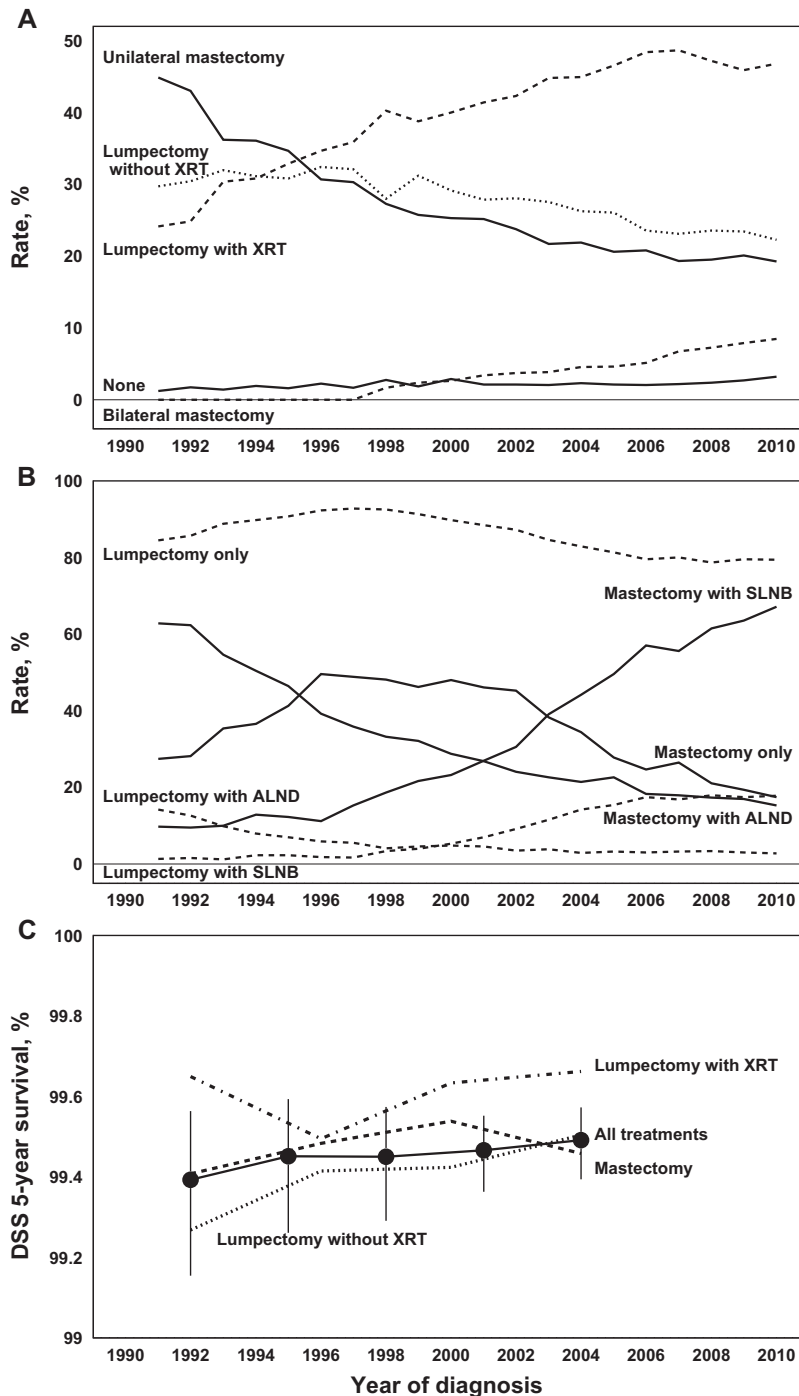 A
50
40
30
20
10
0
Rate, %
Unilateral mastectomy
Lumpectomy
without XRT
Lumpectomy with XRT
None
Bilateral mastectomy
1990 1992 1994 1996 1998 2000 2002 2004 2006 2008 2010
B
100
80
60
40
20
0
Rate, %
Lumpectomy only
Mastectomy with SLNB
Mastectomy only
Lumpectomy with ALND
Mastectomy with ALND
Lumpectomy with SLNB
1990 1992 1994 1996 1998 2000 2002 2004 2006 2008 2010
C
100
99.8
99.6
99.4
99.2
99
DSS 5-year survival, %
Lumpectomy with XRT
All treatments
Mastectomy
Lumpectomy without XRT
1990 1992 1994 1996 1998 2000 2002 2004 2006 2008 2010
Year of diagnosis